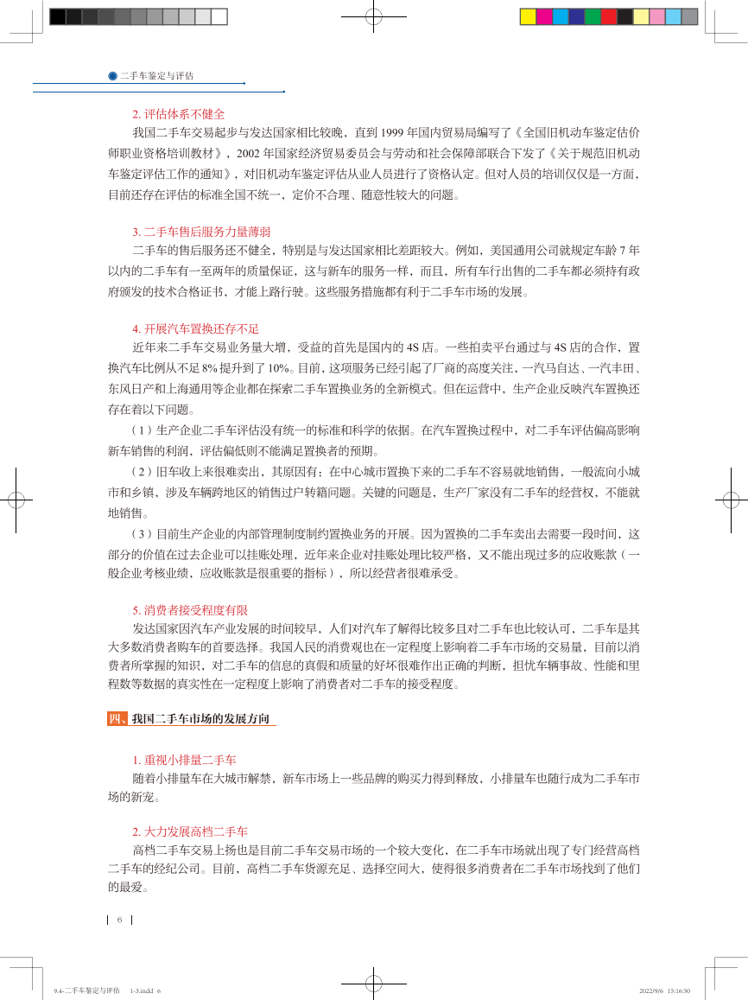 二手车鉴定与评估
2. 评估体系不健全
我国二手车交易起步与发达国家相比较晚，直到 1999 年国内贸易局编写了《全国旧机动车鉴定估价
师职业资格培训教材》，2002 年国家经济贸易委员会与劳动和社会保障部联合下发了《关于规范旧机动
车鉴定评估工作的通知》，对旧机动车鉴定评估从业人员进行了资格认定。但对人员的培训仅仅是一方面，
目前还存在评估的标准全国不统一，定价不合理、随意性较大的问题。
3. 二手车售后服务力量薄弱
二手车的售后服务还不健全，特别是与发达国家相比差距较大。例如，美国通用公司就规定车龄 7 年
以内的二手车有一至两年的质量保证，这与新车的服务一样，而且，所有车行出售的二手车都必须持有政
府颁发的技术合格证书，才能上路行驶。这些服务措施都有利于二手车市场的发展。
4. 开展汽车置换还存不足
近年来二手车交易业务量大增，受益的首先是国内的 4S 店。一些拍卖平台通过与 4S 店的合作，置
换汽车比例从不足 8% 提升到了 10%。目前，这项服务已经引起了厂商的高度关注，一汽马自达、一汽丰田、
东风日产和上海通用等企业都在探索二手车置换业务的全新模式。但在运营中，生产企业反映汽车置换还
存在着以下问题。
（1）生产企业二手车评估没有统一的标准和科学的依据。在汽车置换过程中，对二手车评估偏高影响
新车销售的利润，评估偏低则不能满足置换者的预期。
（2）旧车收上来很难卖出，其原因有：在中心城市置换下来的二手车不容易就地销售，一般流向小城
市和乡镇，涉及车辆跨地区的销售过户转籍问题。关键的问题是，生产厂家没有二手车的经营权，不能就
地销售。
（3）目前生产企业的内部管理制度制约置换业务的开展。因为置换的二手车卖出去需要一段时间，这
部分的价值在过去企业可以挂账处理，近年来企业对挂账处理比较严格，又不能出现过多的应收账款（一
般企业考核业绩，应收账款是很重要的指标），所以经营者很难承受。
5. 消费者接受程度有限
发达国家因汽车产业发展的时间较早，人们对汽车了解得比较多且对二手车也比较认可，二手车是其
大多数消费者购车的首要选择。我国人民的消费观也在一定程度上影响着二手车市场的交易量，目前以消
费者所掌握的知识，对二手车的信息的真假和质量的好坏很难作出正确的判断，担忧车辆事故、性能和里
程数等数据的真实性在一定程度上影响了消费者对二手车的接受程度。
四、我国二手车市场的发展方向
1. 重视小排量二手车
随着小排量车在大城市解禁，新车市场上一些品牌的购买力得到释放，小排量车也随行成为二手车市
场的新宠。
2. 大力发展高档二手车
高档二手车交易上扬也是目前二手车交易市场的一个较大变化，在二手车市场就出现了专门经营高档
二手车的经纪公司。目前，高档二手车货源充足、选择空间大，使得很多消费者在二手车市场找到了他们
的最爱。
6
9.4-二手车鉴定与评估 1-3.indd 6
2022/9/6 15:16:50